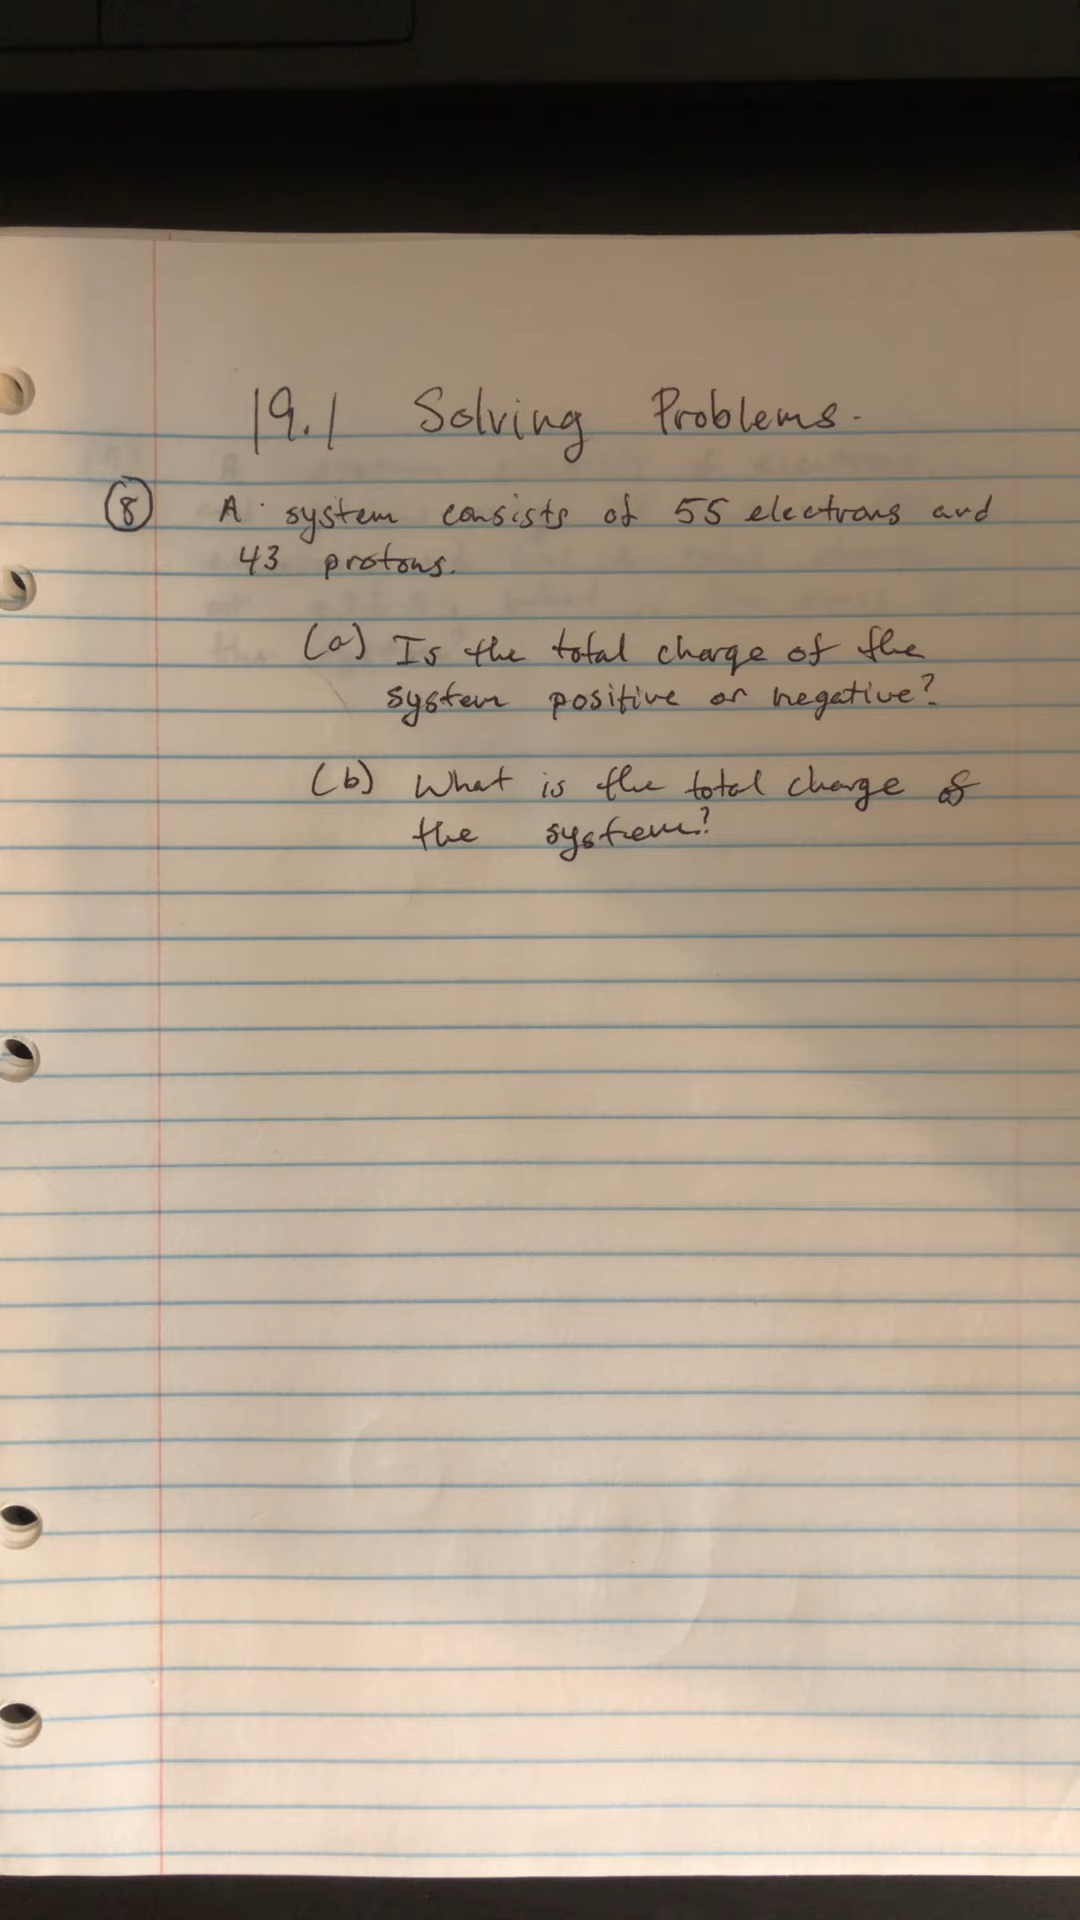 19.1 Solving Problems.
8 A system consists of 55 electrons and
43 protons.
(a) Is the total charge of the
system positive or negative?
(b) What is the total charge of
the system?